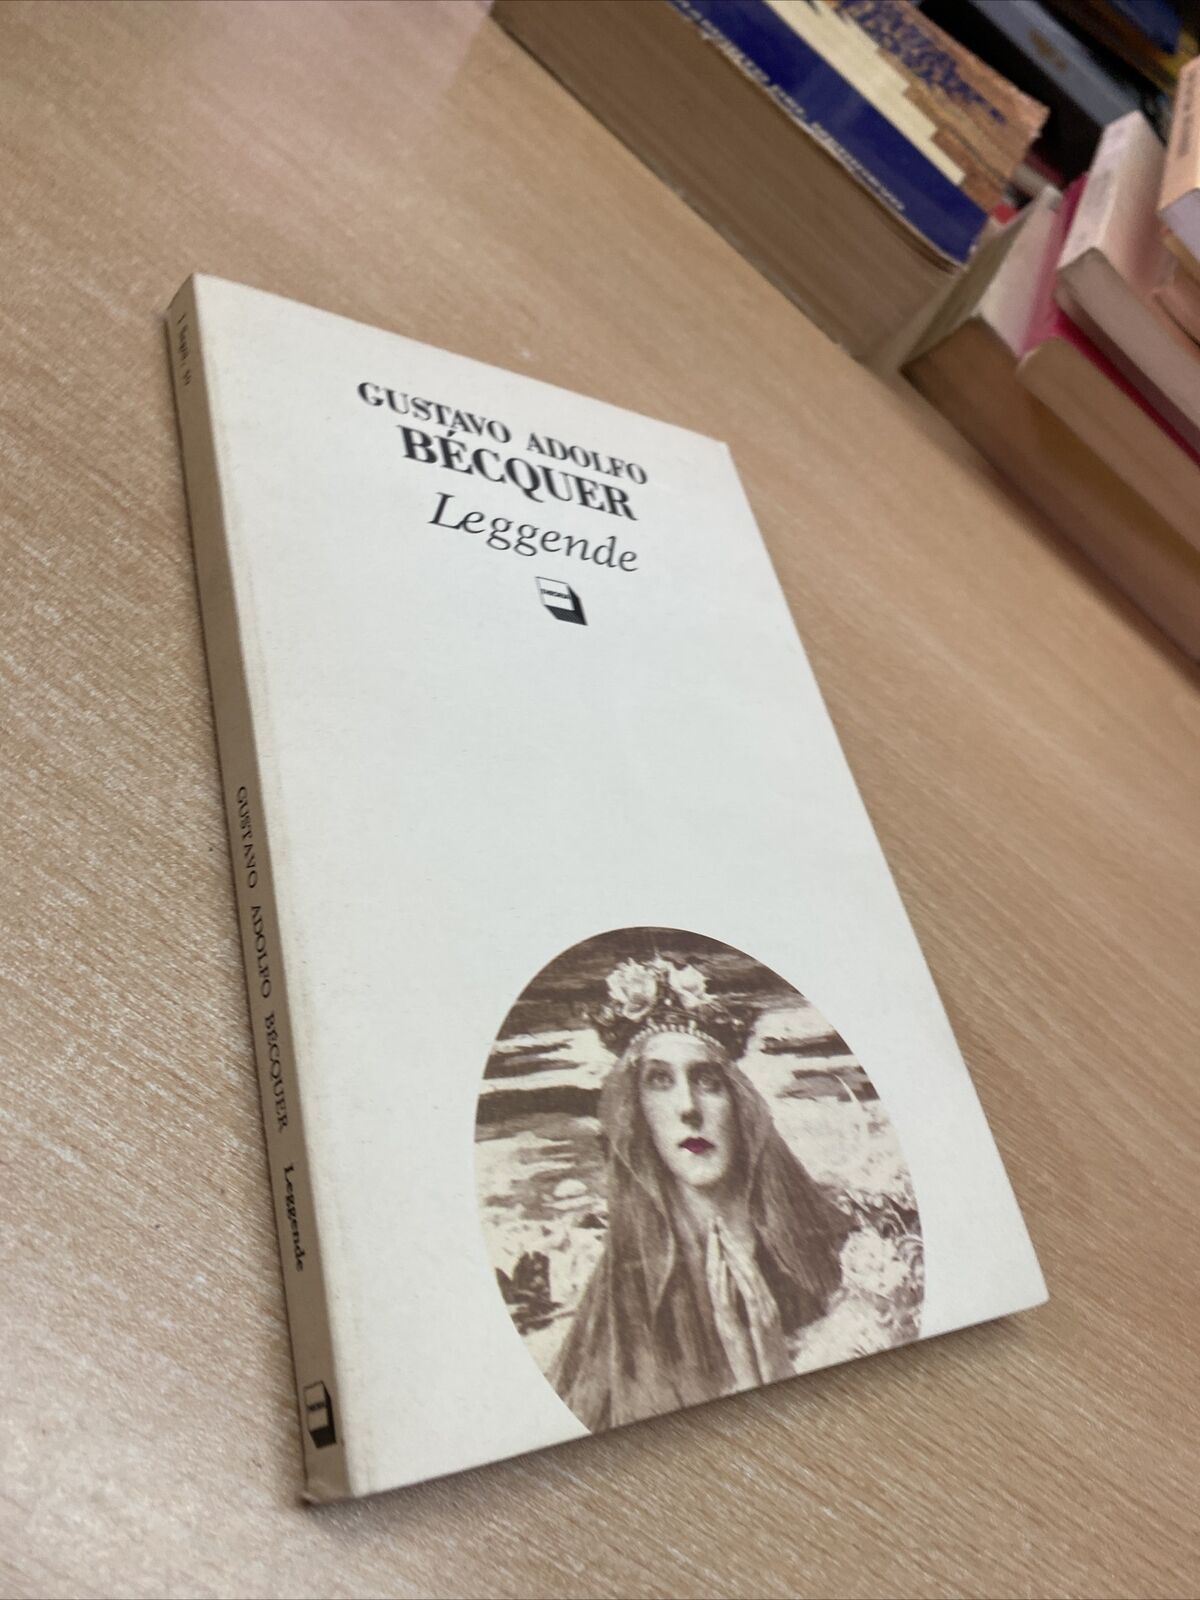 GUSTAVO ADOLFO
BÉCQUER
Leggende
GUSTAVO ADOLFO BÉCQUER Leggende